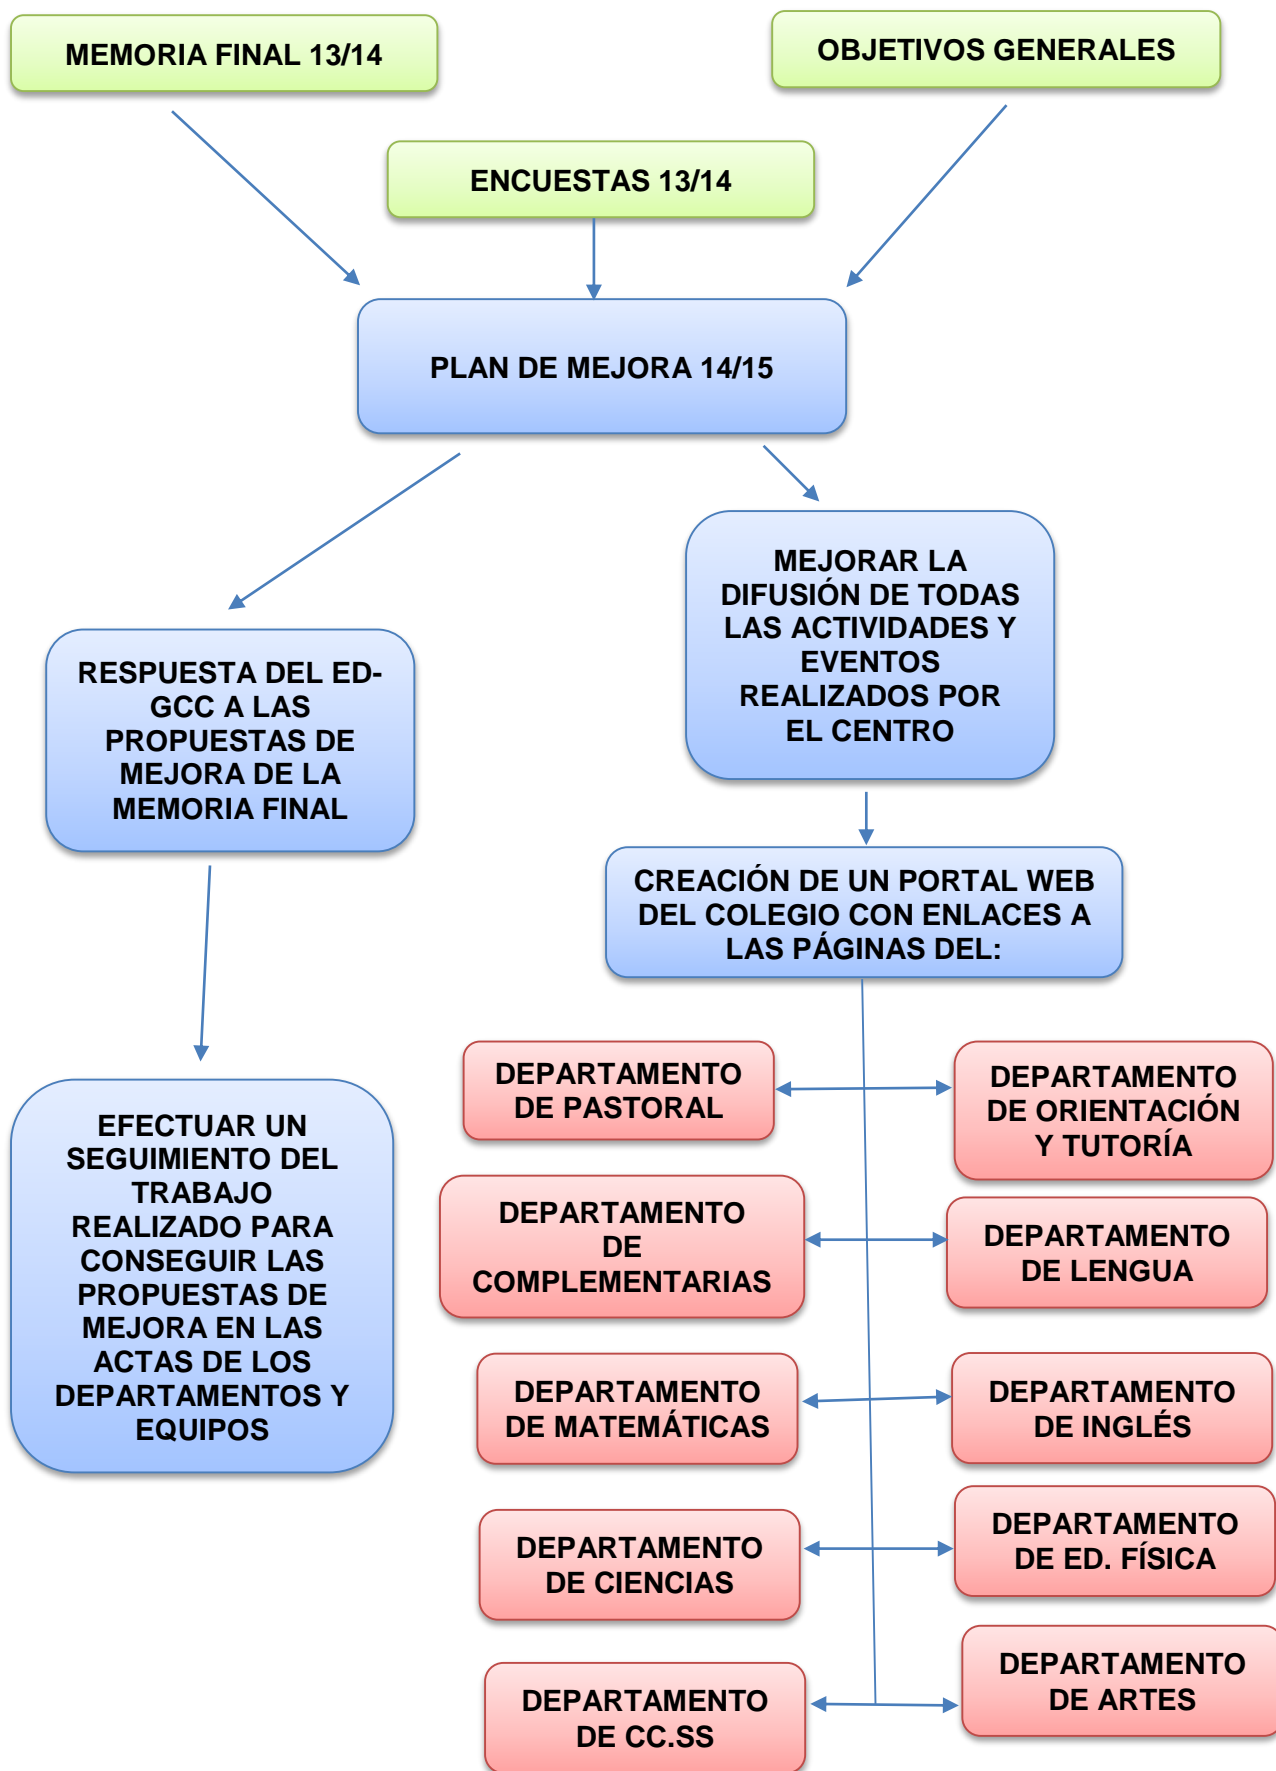 MEMORIA FINAL 13/14
OBJETIVOS GENERALES
ENCUESTAS 13/14
PLAN DE MEJORA 14/15
RESPUESTA DEL ED-
GCC A LAS
PROPUESTAS DE
MEJORA DE LA
MEMORIA FINAL
MEJORAR LA
DIFUSIÓN DE TODAS
LAS ACTIVIDADES Y
EVENTOS
REALIZADOS POR
EL CENTRO
EFECTUAR UN
SEGUIMIENTO DEL
TRABAJO
REALIZADO PARA
CONSEGUIR LAS
PROPUESTAS DE
MEJORA EN LAS
ACTAS DE LOS
DEPARTAMENTOS Y
EQUIPOS
CREACIÓN DE UN PORTAL WEB
DEL COLEGIO CON ENLACES A
LAS PÁGINAS DEL:
DEPARTAMENTO
DE PASTORAL
DEPARTAMENTO
DE ORIENTACIÓN
Y TUTORÍA
DEPARTAMENTO
DE
COMPLEMENTARIAS
DEPARTAMENTO
DE LENGUA
DEPARTAMENTO
DE MATEMÁTICAS
DEPARTAMENTO
DE INGLÉS
DEPARTAMENTO
DE CIENCIAS
DEPARTAMENTO
DE ED. FÍSICA
DEPARTAMENTO
DE CC.SS
DEPARTAMENTO
DE ARTES